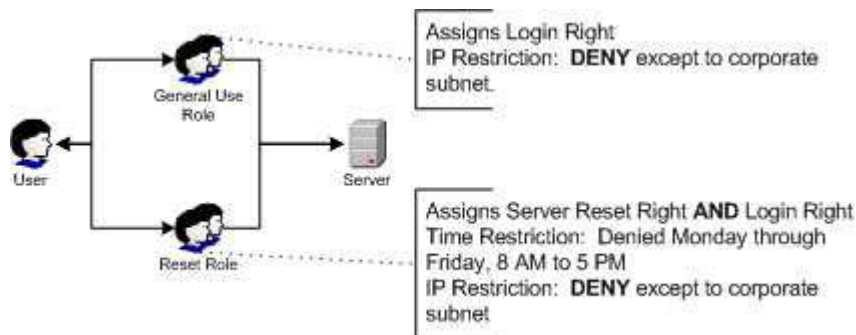 Assigns Login Right
IP Restriction: DENY except to corporate
subnet.
General Use
Role
User
Server
Reset Role
Assigns Server Reset Right AND Login Right
Time Restriction: Denied Monday through
Friday, 8 AM to 5 PM
IP Restriction: DENY except to corporate
subnet